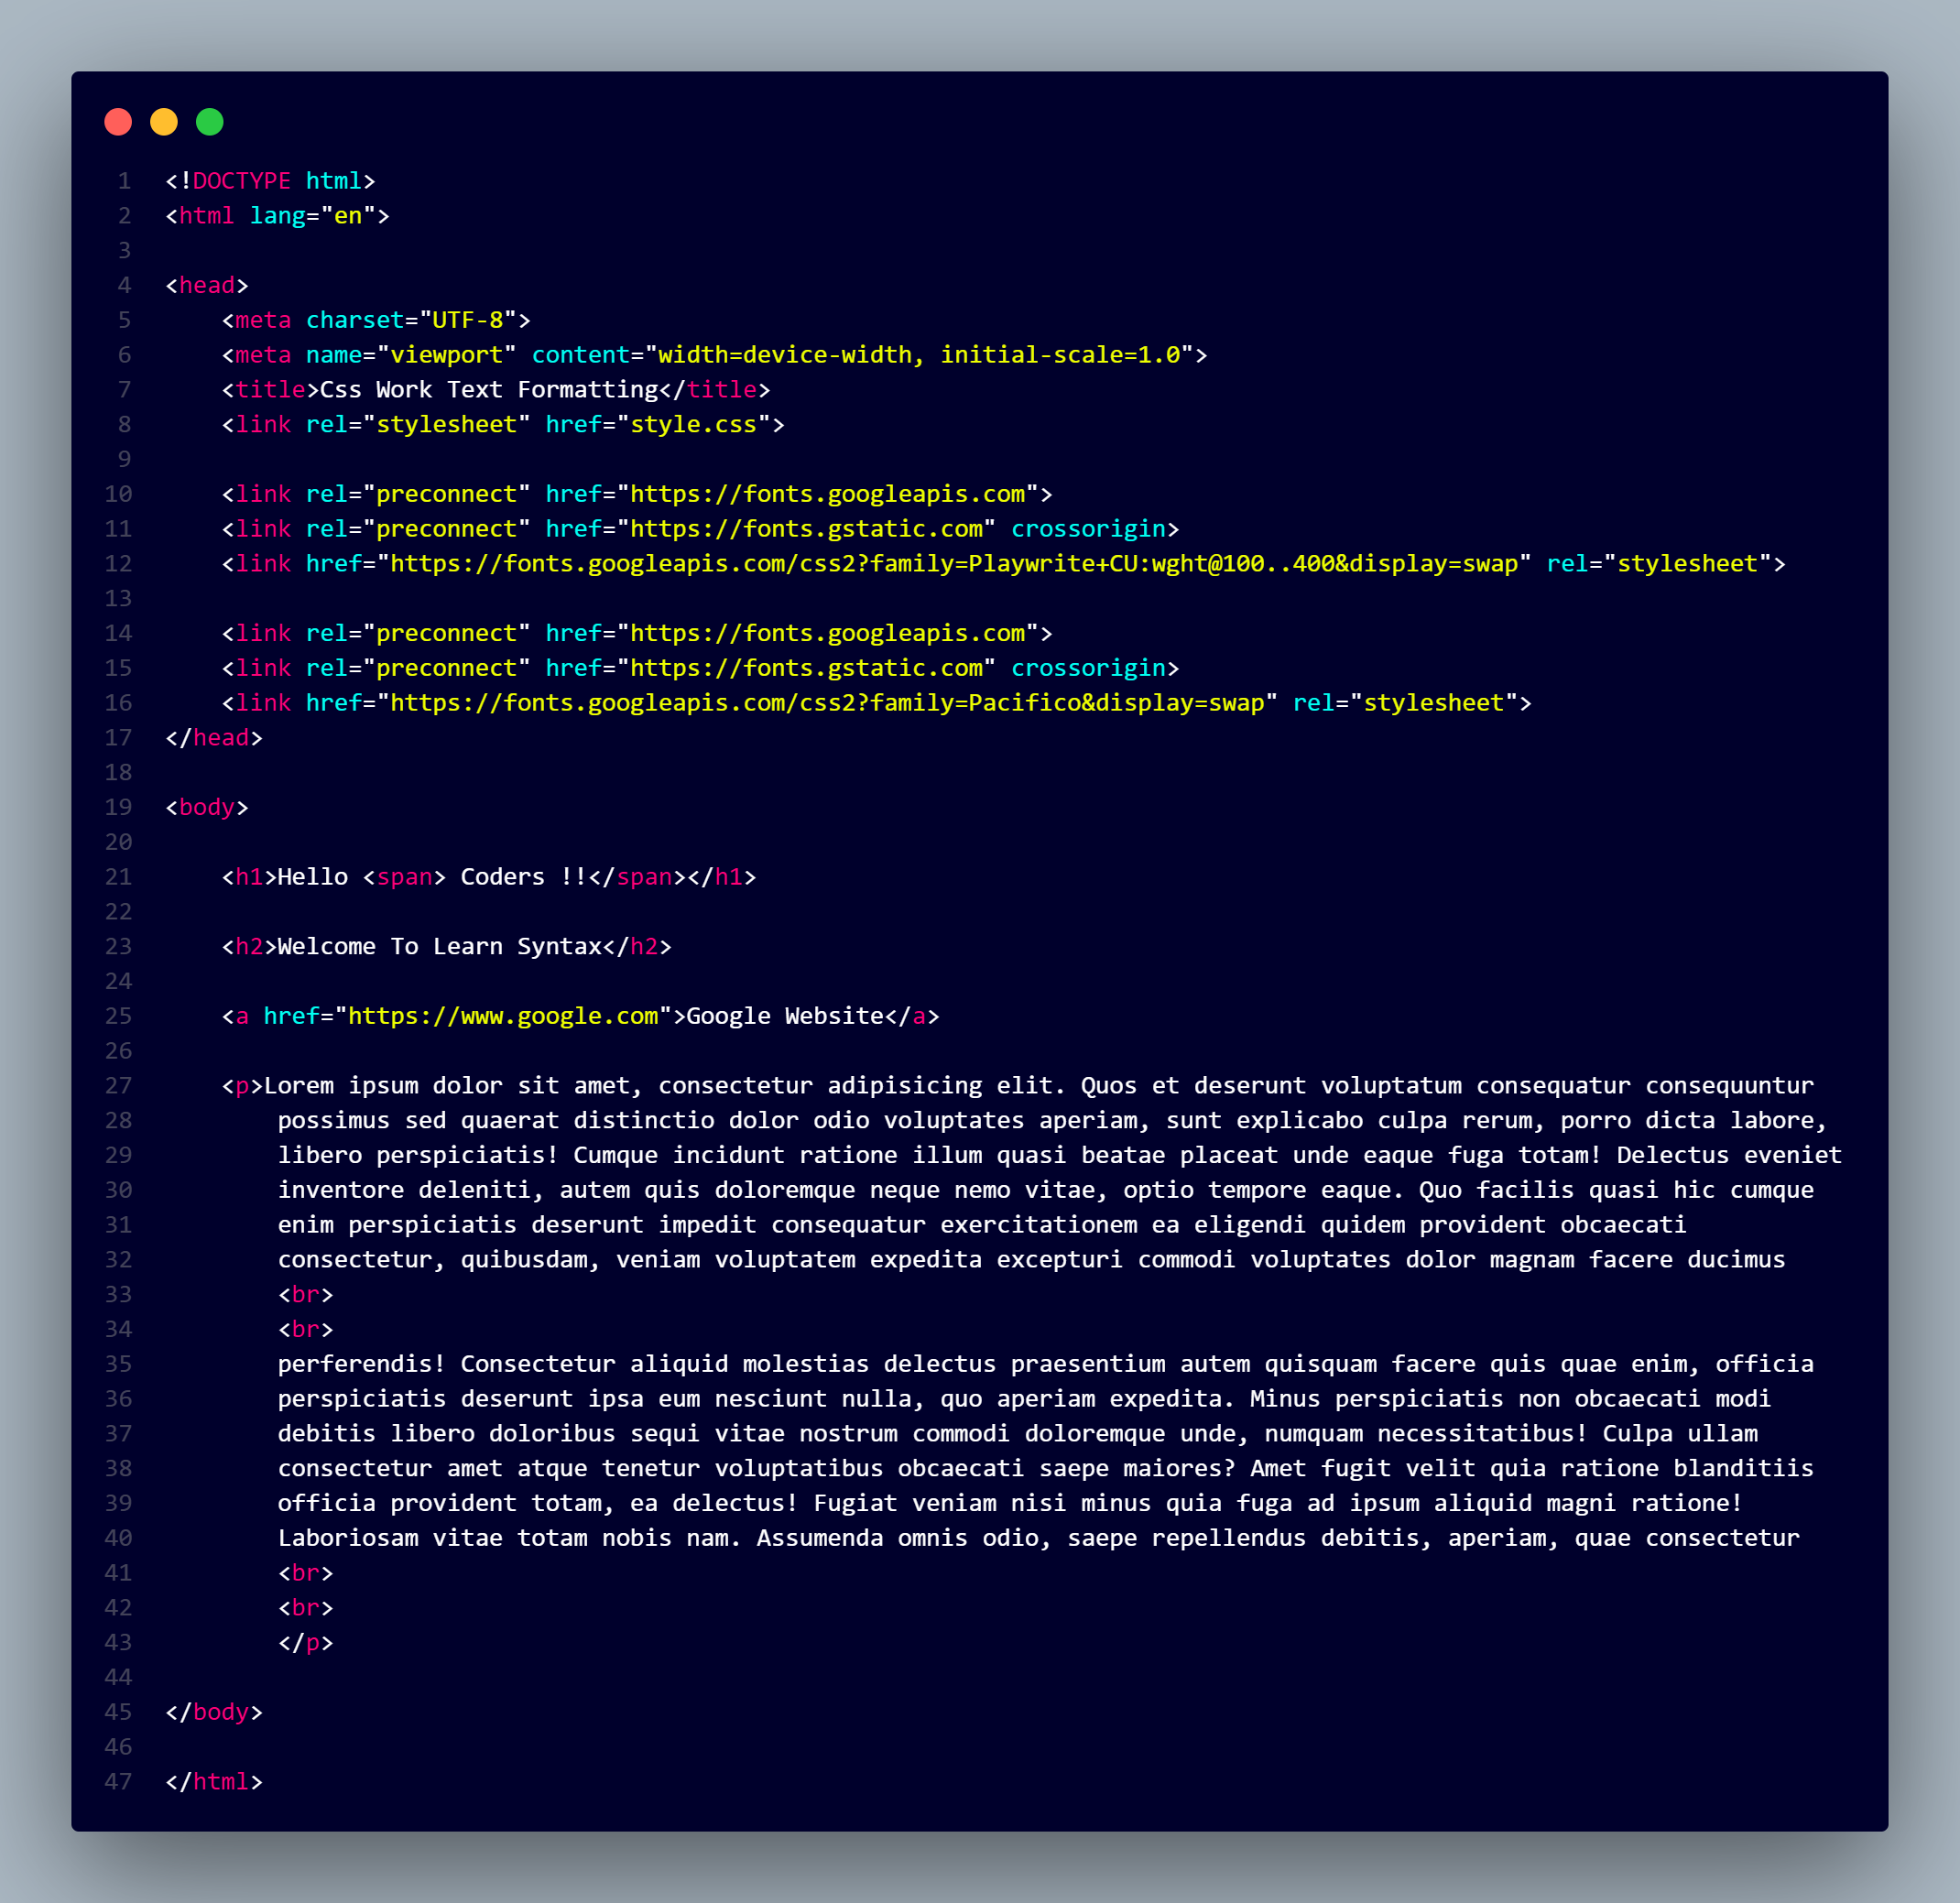 1 <!DOCTYPE html>
2 <html lang="en">
3
4 <head>
5     <meta charset="UTF-8">
6     <meta name="viewport" content="width=device-width, initial-scale=1.0">
7     <title>Css Work Text Formatting</title>
8     <link rel="stylesheet" href="style.css">
9
10     <link rel="preconnect" href="https://fonts.googleapis.com">
11     <link rel="preconnect" href="https://fonts.gstatic.com" crossorigin>
12     <link href="https://fonts.googleapis.com/css2?family=Playwrite+CU:wght@100..400&display=swap" rel="stylesheet">
13
14     <link rel="preconnect" href="https://fonts.googleapis.com">
15     <link rel="preconnect" href="https://fonts.gstatic.com" crossorigin>
16     <link href="https://fonts.googleapis.com/css2?family=Pacifico&display=swap" rel="stylesheet">
17 </head>
18
19 <body>
20
21     <h1>Hello <span> Coders !!</span></h1>
22
23     <h2>Welcome To Learn Syntax</h2>
24
25     <a href="https://www.google.com">Google Website</a>
26
27     <p>Lorem ipsum dolor sit amet, consectetur adipisicing elit. Quos et deserunt voluptatum consequatur consequuntur
28         possimus sed quaerat distinctio dolor odio voluptates aperiam, sunt explicabo culpa rerum, porro dicta labore,
29         libero perspiciatis! Cumque incidunt ratione illum quasi beatae placeat unde eaque fuga totam! Delectus eveniet
30         inventore deleniti, autem quis doloremque neque nemo vitae, optio tempore eaque. Quo facilis quasi hic cumque
31         enim perspiciatis deserunt impedit consequatur exercitationem ea eligendi quidem provident obcaecati
32         consectetur, quibusdam, veniam voluptatem expedita excepturi commodi voluptates dolor magnam facere ducimus
33         <br>
34         <br>
35         perferendis! Consectetur aliquid molestias delectus praesentium autem quisquam facere quis quae enim, officia
36         perspiciatis deserunt ipsa eum nesciunt nulla, quo aperiam expedita. Minus perspiciatis non obcaecati modi
37         debitis libero doloribus sequi vitae nostrum commodi doloremque unde, numquam necessitatibus! Culpa ullam
38         consectetur amet atque tenetur voluptatibus obcaecati saepe maiores? Amet fugit velit quia ratione blanditiis
39         officia provident totam, ea delectus! Fugiat veniam nisi minus quia fuga ad ipsum aliquid magni ratione!
40         Laboriosam vitae totam nobis nam. Assumenda omnis odio, saepe repellendus debitis, aperiam, quae consectetur
41         <br>
42         <br>
43         </p>
44
45 </body>
46
47 </html>